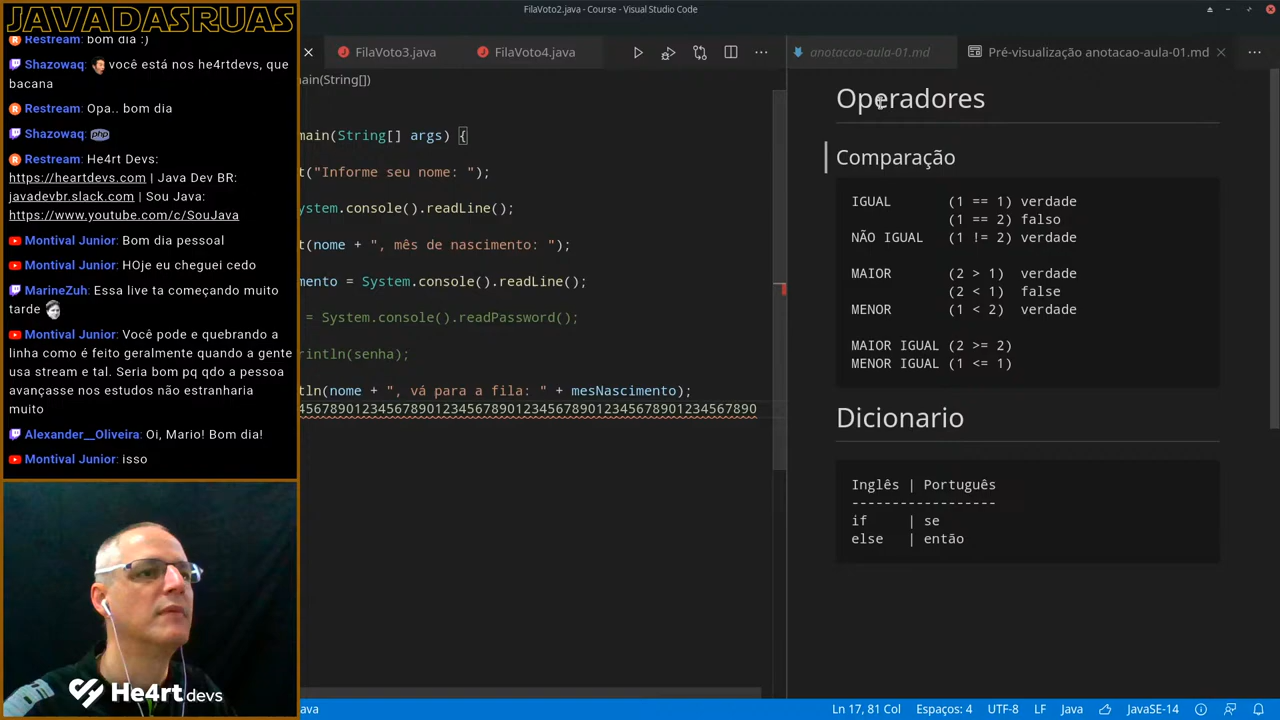 FilaVoto2.java - Course - Visual Studio Code
JAVADASRUAS
Restream: bom dia :)
Shazowaq: você está nos he4rtdevs, que
bacana
Restream: Opa.. bom dia
Shazowaq: php
Restream: He4rt Devs:
https://heartdevs.com | Java Dev BR:
javadevbr.slack.com | Sou Java:
https://www.youtube.com/c/SouJava
Montival Junior: Bom dia pessoal
Montival Junior: HOje eu cheguei cedo
MarineZuh: Essa live ta começando muito
tarde
Montival Junior: Você pode e quebrando a
linha como é feito geralmente quando a gente
usa stream e tal. Seria bom pq qdo a pessoa
avançasse nos estudos não estranharia
muito
Alexander__Oliveira: Oi, Mario! Bom dia!
Montival Junior: isso
He4rt devs
FilaVoto3.java
FilaVoto4.java
ain(String[])
main(String[] args) {
t("Informe seu nome: ");
ystem.console().readLine();
t(nome + ", mês de nascimento: ");
mento = System.console().readLine();
= System.console().readPassword();
rintln(senha);
tln(nome + ", vá para a fila: " + mesNascimento);
456789012345678901234567890123456789012345678901234567890
anotacao-aula-01.md
Pré-visualização anotacao-aula-01.md
Operadores
Comparação
IGUAL (1 == 1) verdade
(1 == 2) falso
NÃO IGUAL (1 != 2) verdade
MAIOR (2 > 1) verdade
(2 < 1) false
MENOR (1 < 2) verdade
MAIOR IGUAL (2 >= 2)
MENOR IGUAL (1 <= 1)
Dicionario
Inglês | Português
------------------
if | se
else | então
ava
Ln 17, 81 Col
Espaços: 4
UTF-8
LF
Java
JavaSE-14